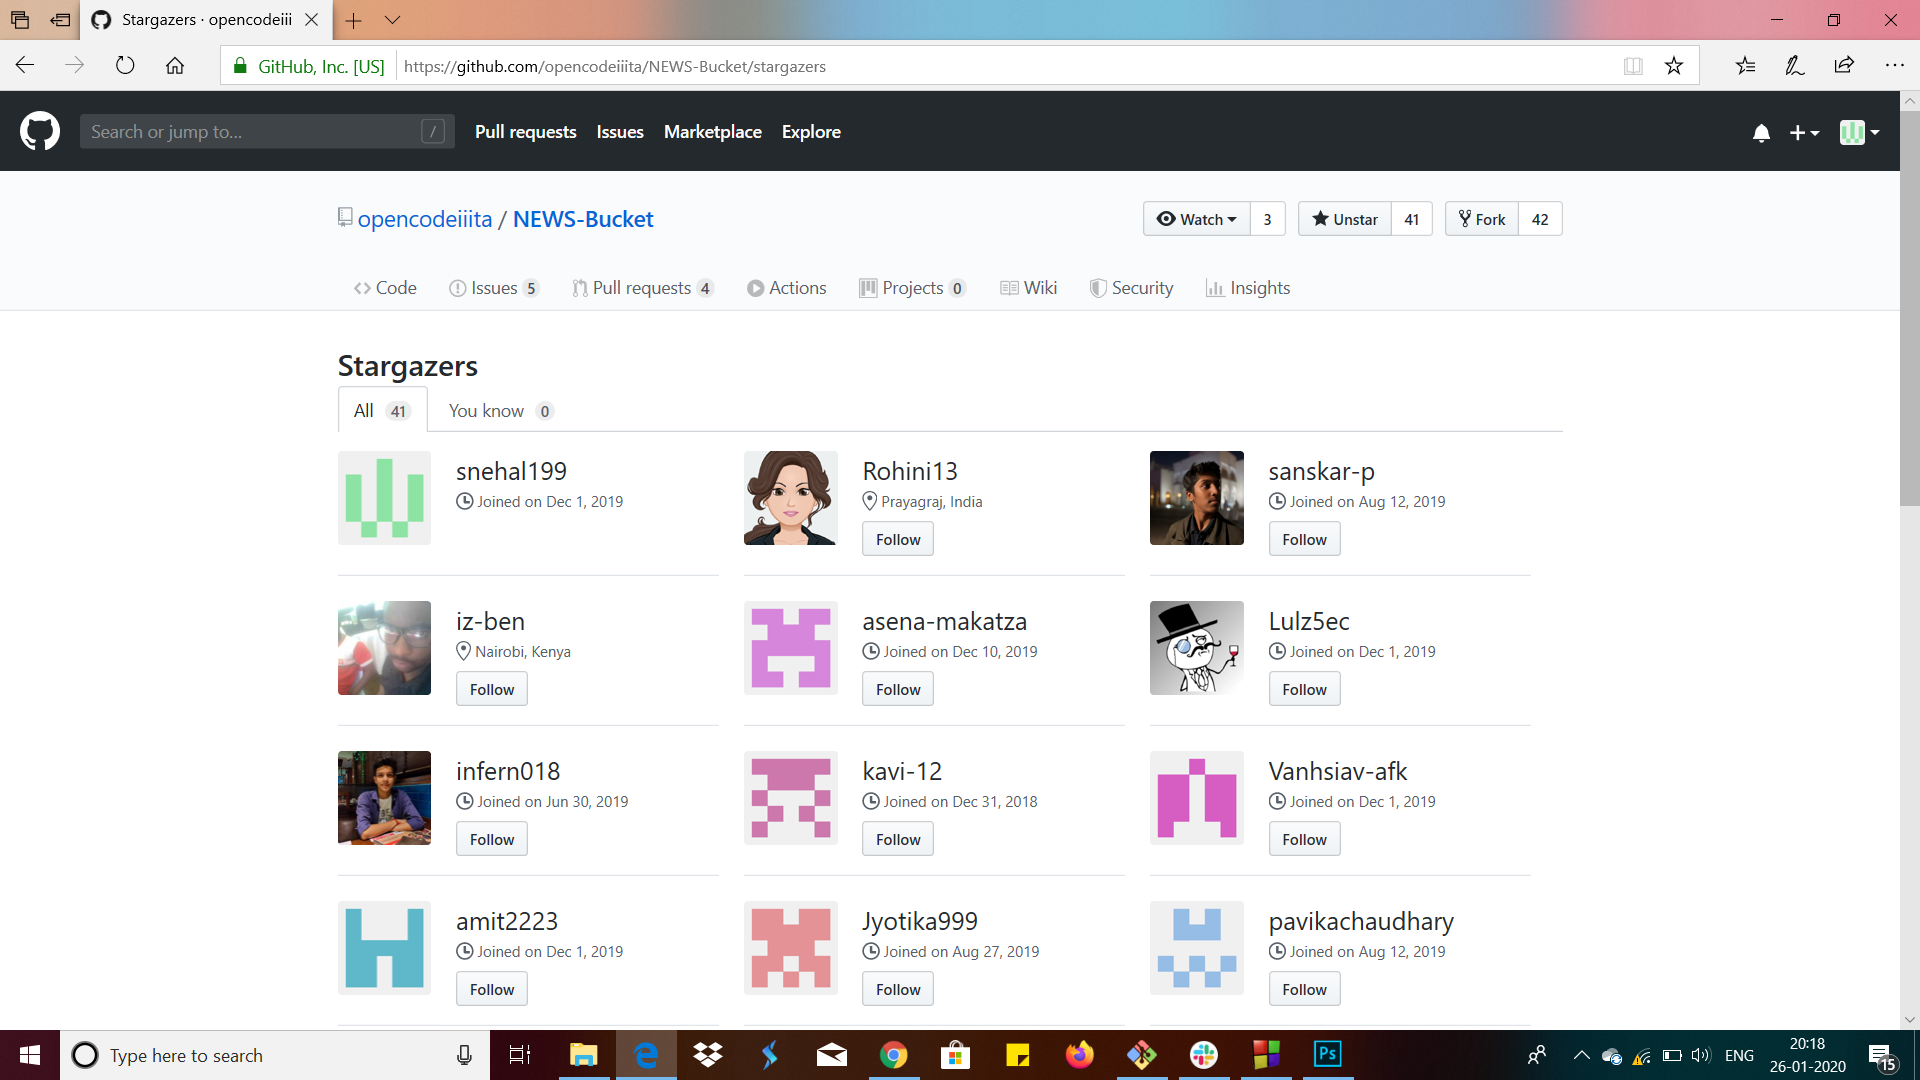 Stargazers · opencodeiii
GitHub, Inc. [US] https://github.com/opencodeiiita/NEWS-Bucket/stargazers
Search or jump to... / Pull requests Issues Marketplace Explore
opencodeiiita / NEWS-Bucket Watch 3 Unstar 41 Fork 42
Code Issues 5 Pull requests 4 Actions Projects 0 Wiki Security Insights
Stargazers
All 41 You know 0
snehal199
Joined on Dec 1, 2019
Rohini13
Prayagraj, India
Follow
sanskar-p
Joined on Aug 12, 2019
Follow
iz-ben
Nairobi, Kenya
Follow
asena-makatza
Joined on Dec 10, 2019
Follow
Lulz5ec
Joined on Dec 1, 2019
Follow
infern018
Joined on Jun 30, 2019
Follow
kavi-12
Joined on Dec 31, 2018
Follow
Vanhsiav-afk
Joined on Dec 1, 2019
Follow
amit2223
Joined on Dec 1, 2019
Follow
Jyotika999
Joined on Aug 27, 2019
Follow
pavikachaudhary
Joined on Aug 12, 2019
Follow
Type here to search
Ps
ENG
20:18
26-01-2020
15